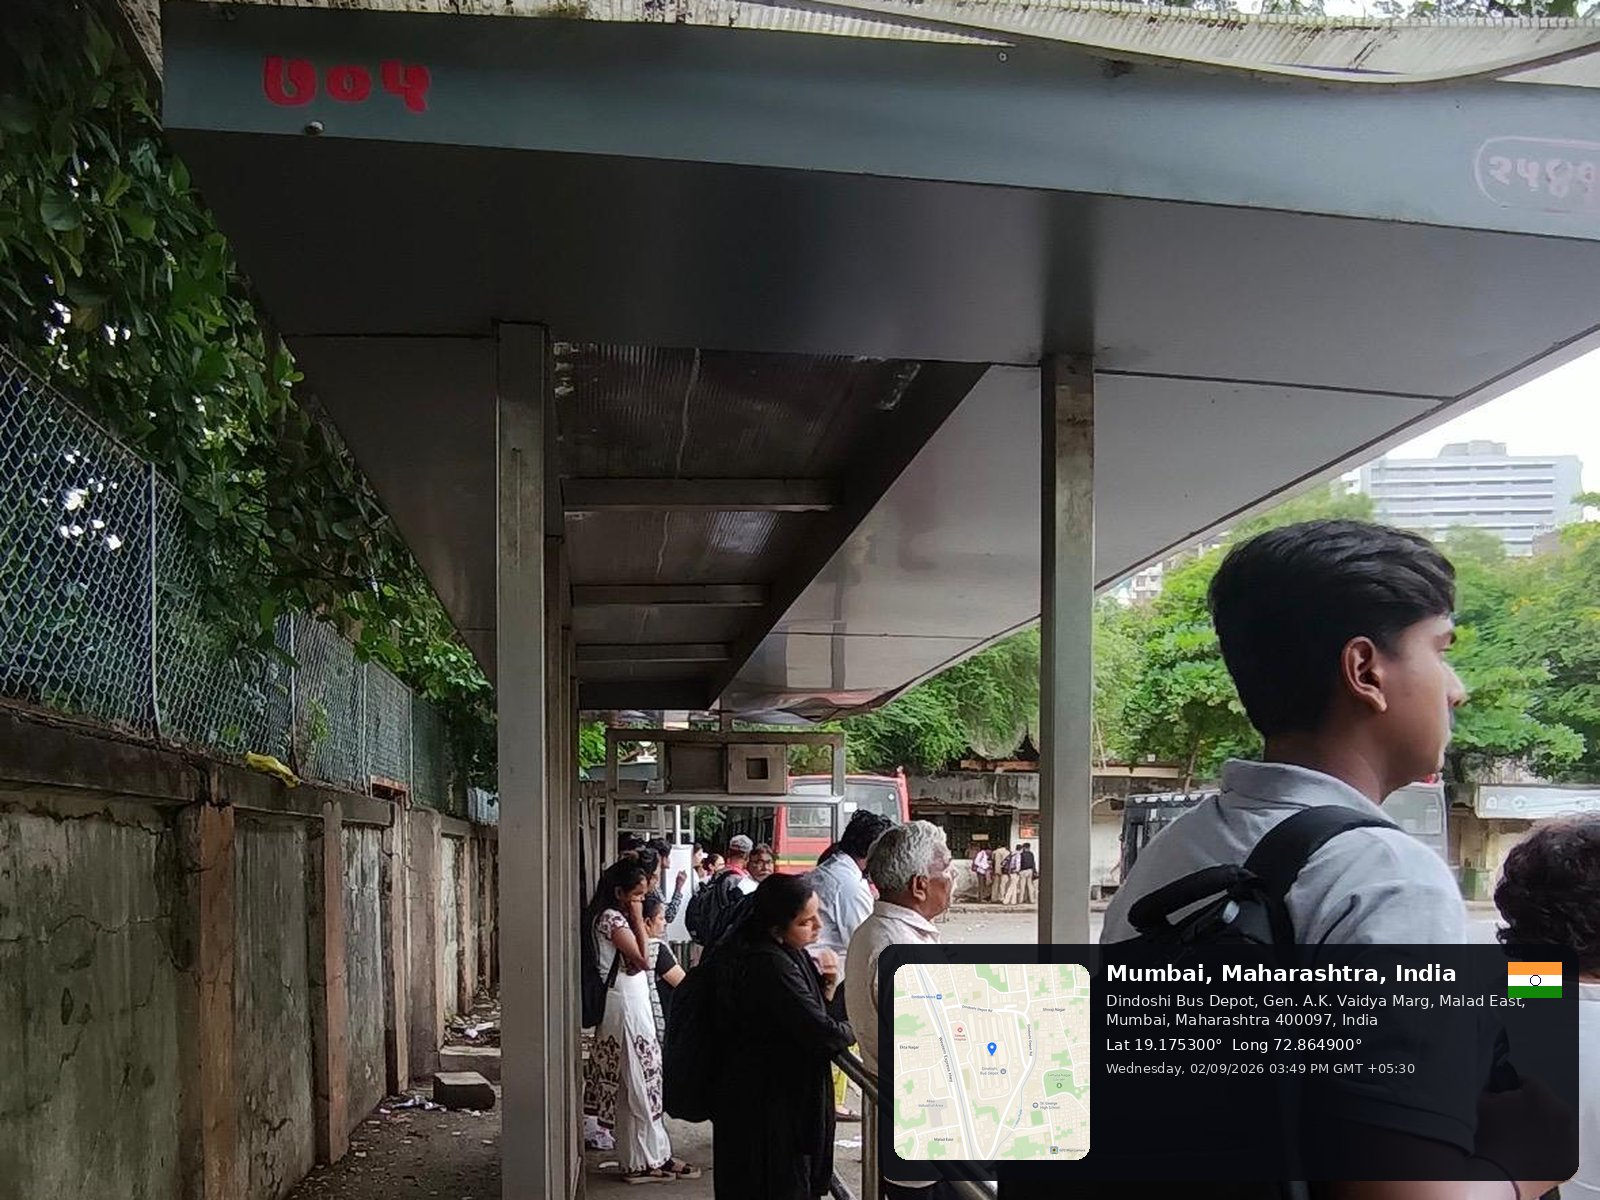 ७०५
२५४१
Mumbai, Maharashtra, India
Dindoshi Bus Depot, Gen. A.K. Vaidya Marg, Malad East,
Mumbai, Maharashtra 400097, India
Lat 19.175300° Long 72.864900°
Wednesday, 02/09/2026 03:49 PM GMT +05:30